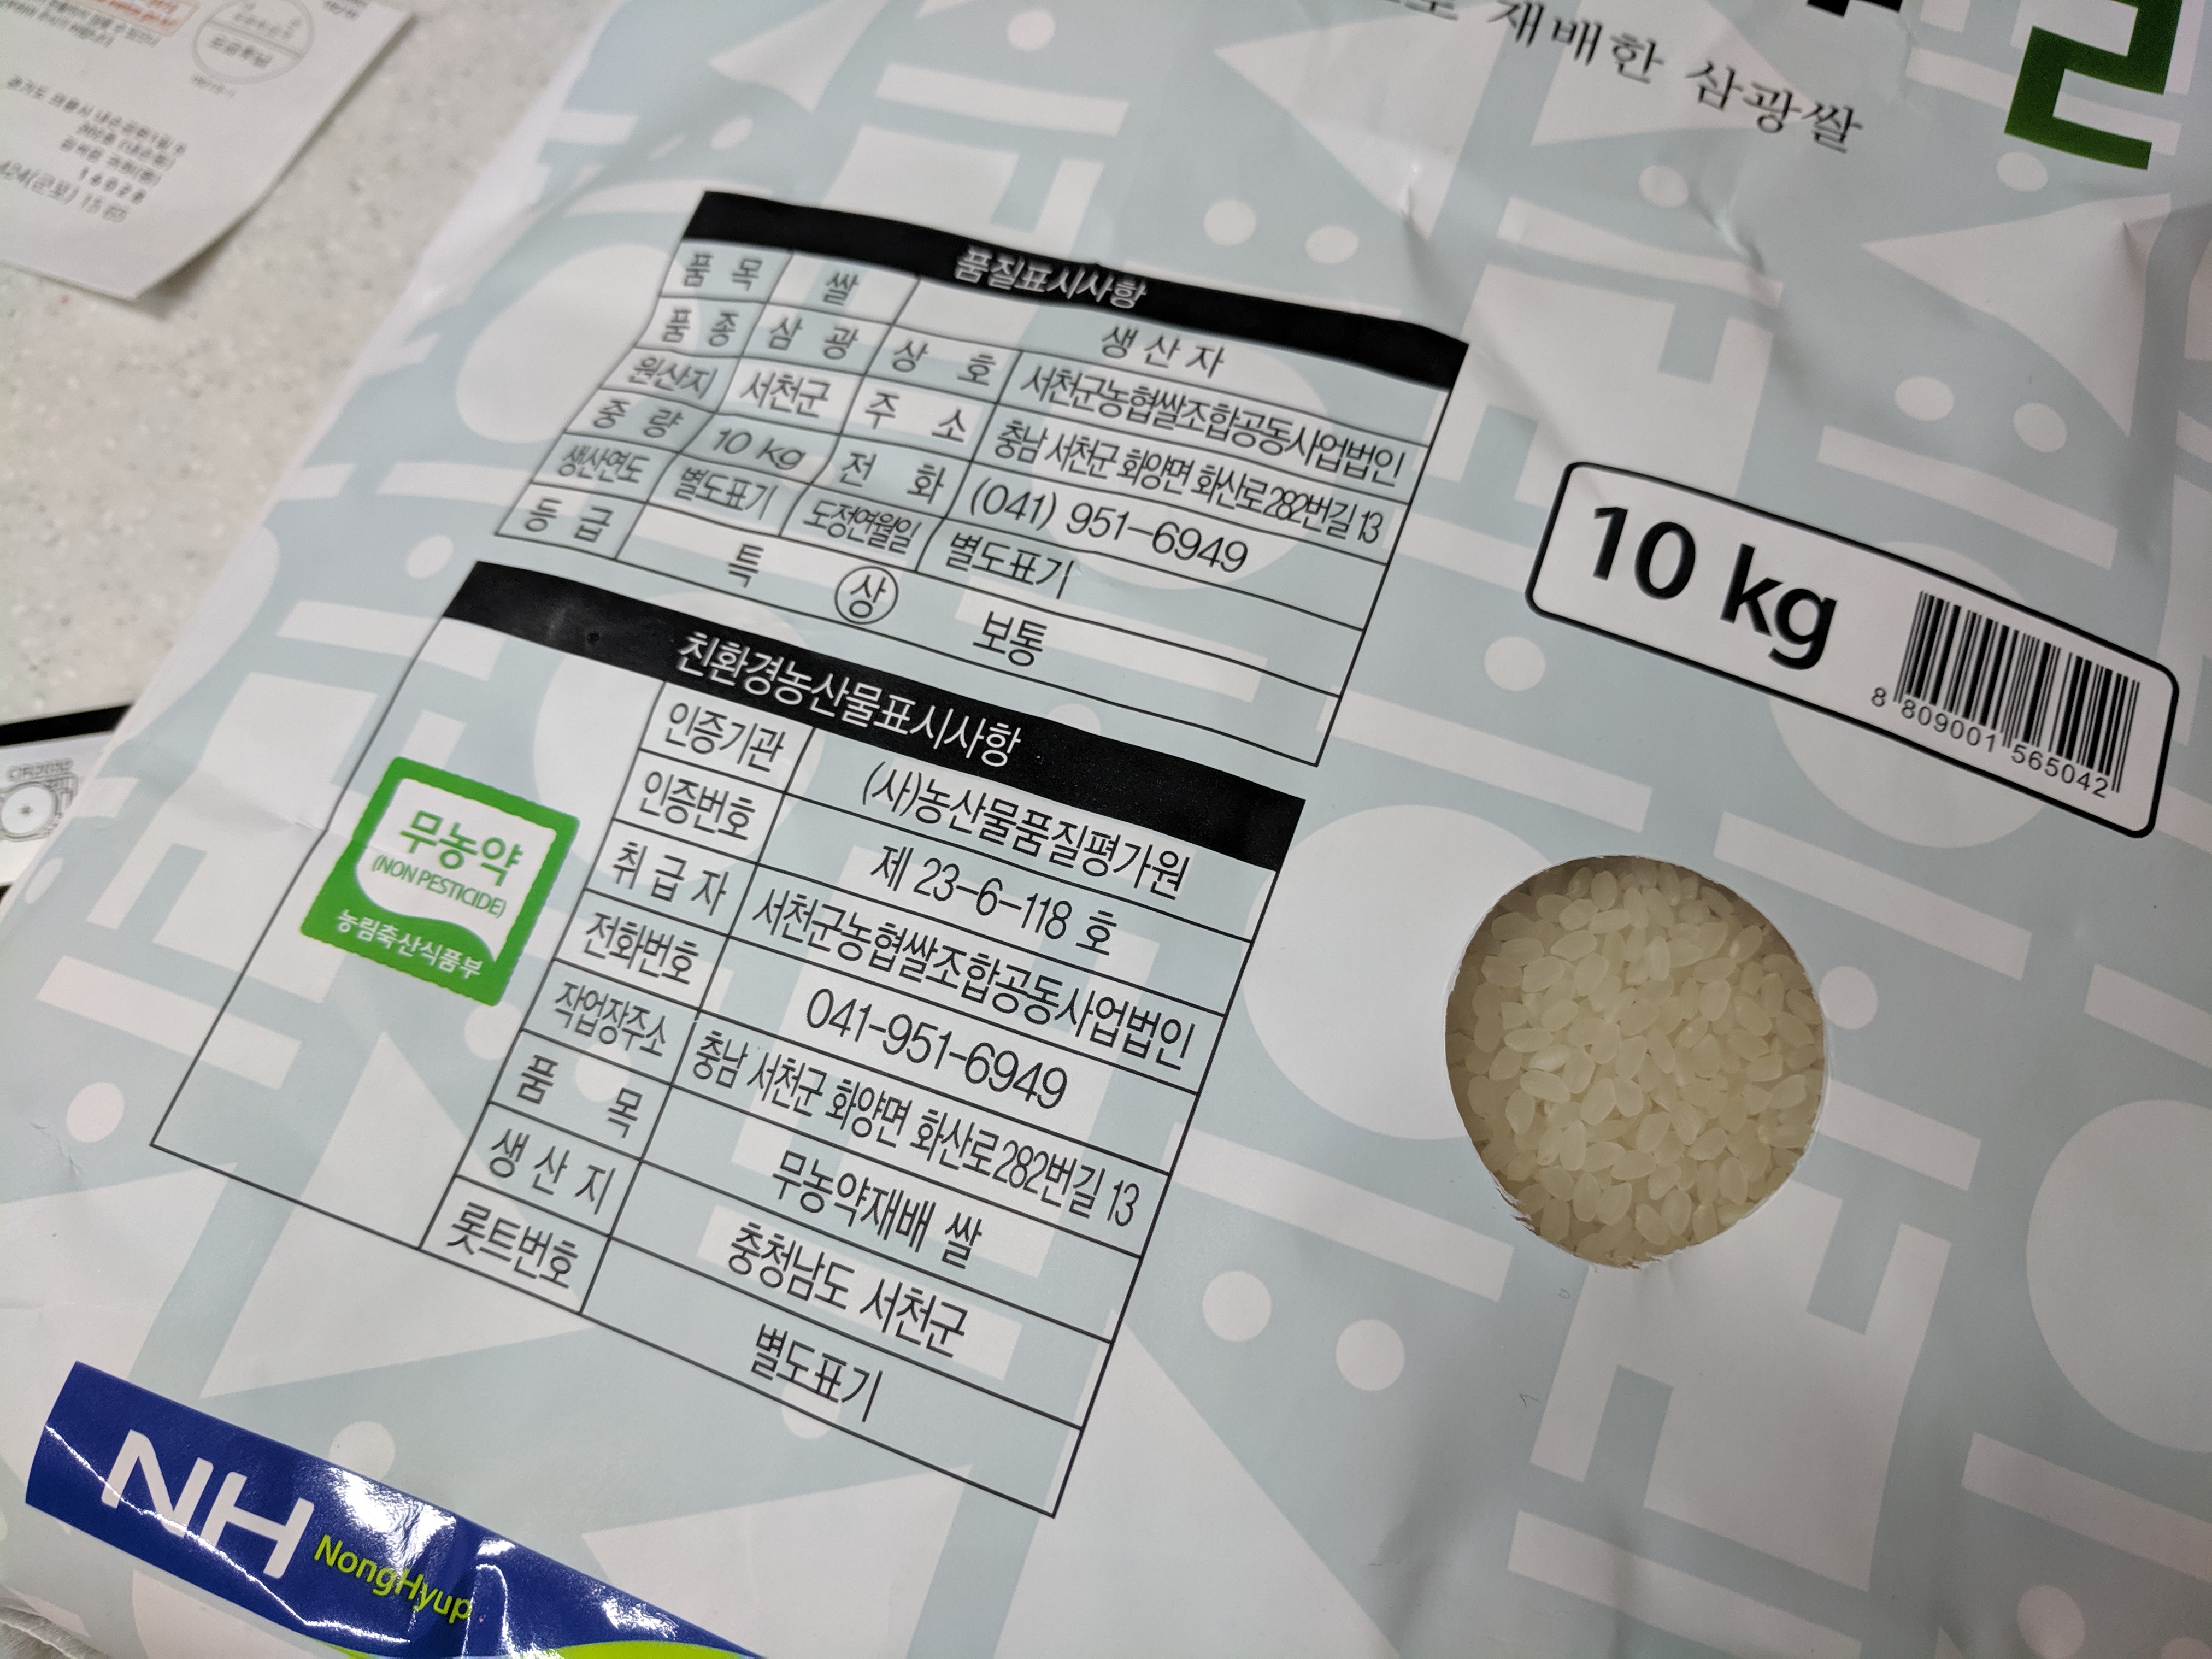 재배한 삼광쌀
품질표시사항
품 목 쌀 생 산 자
품 종 삼 광 상 호 서천군농협쌀조합공동사업법인
원산지 서천군 주 소 충남 서천군 화양면 화산로282번길 13
중 량 10 kg 전 화 (041) 951-6949
생산연도 별도표기 도정연월일 별도표기
등 급 특 상 보통
10 kg
8 809001 565042
친환경농산물표시사항
무농약
(NON PESTICIDE)
농림축산식품부
인증기관 (사)농산물품질평가원
인증번호 제 23-6-118 호
취 급 자 서천군농협쌀조합공동사업법인
전화번호 041-951-6949
작업장주소 충남 서천군 화양면 화산로282번길 13
품 목 무농약재배 쌀
생 산 지 충청남도 서천군
롯트번호 별도표기
NH NongHyup